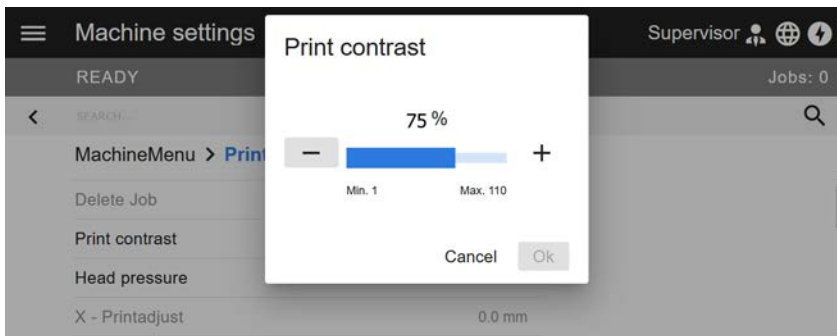 Machine settings
Supervisor
READY
Jobs: 0
SEARCH...
MachineMenu > Print
Delete Job
Print contrast
Head pressure
X - Printadjust
0.0 mm
Print contrast
75 %
− +
Min. 1
Max. 110
Cancel
Ok